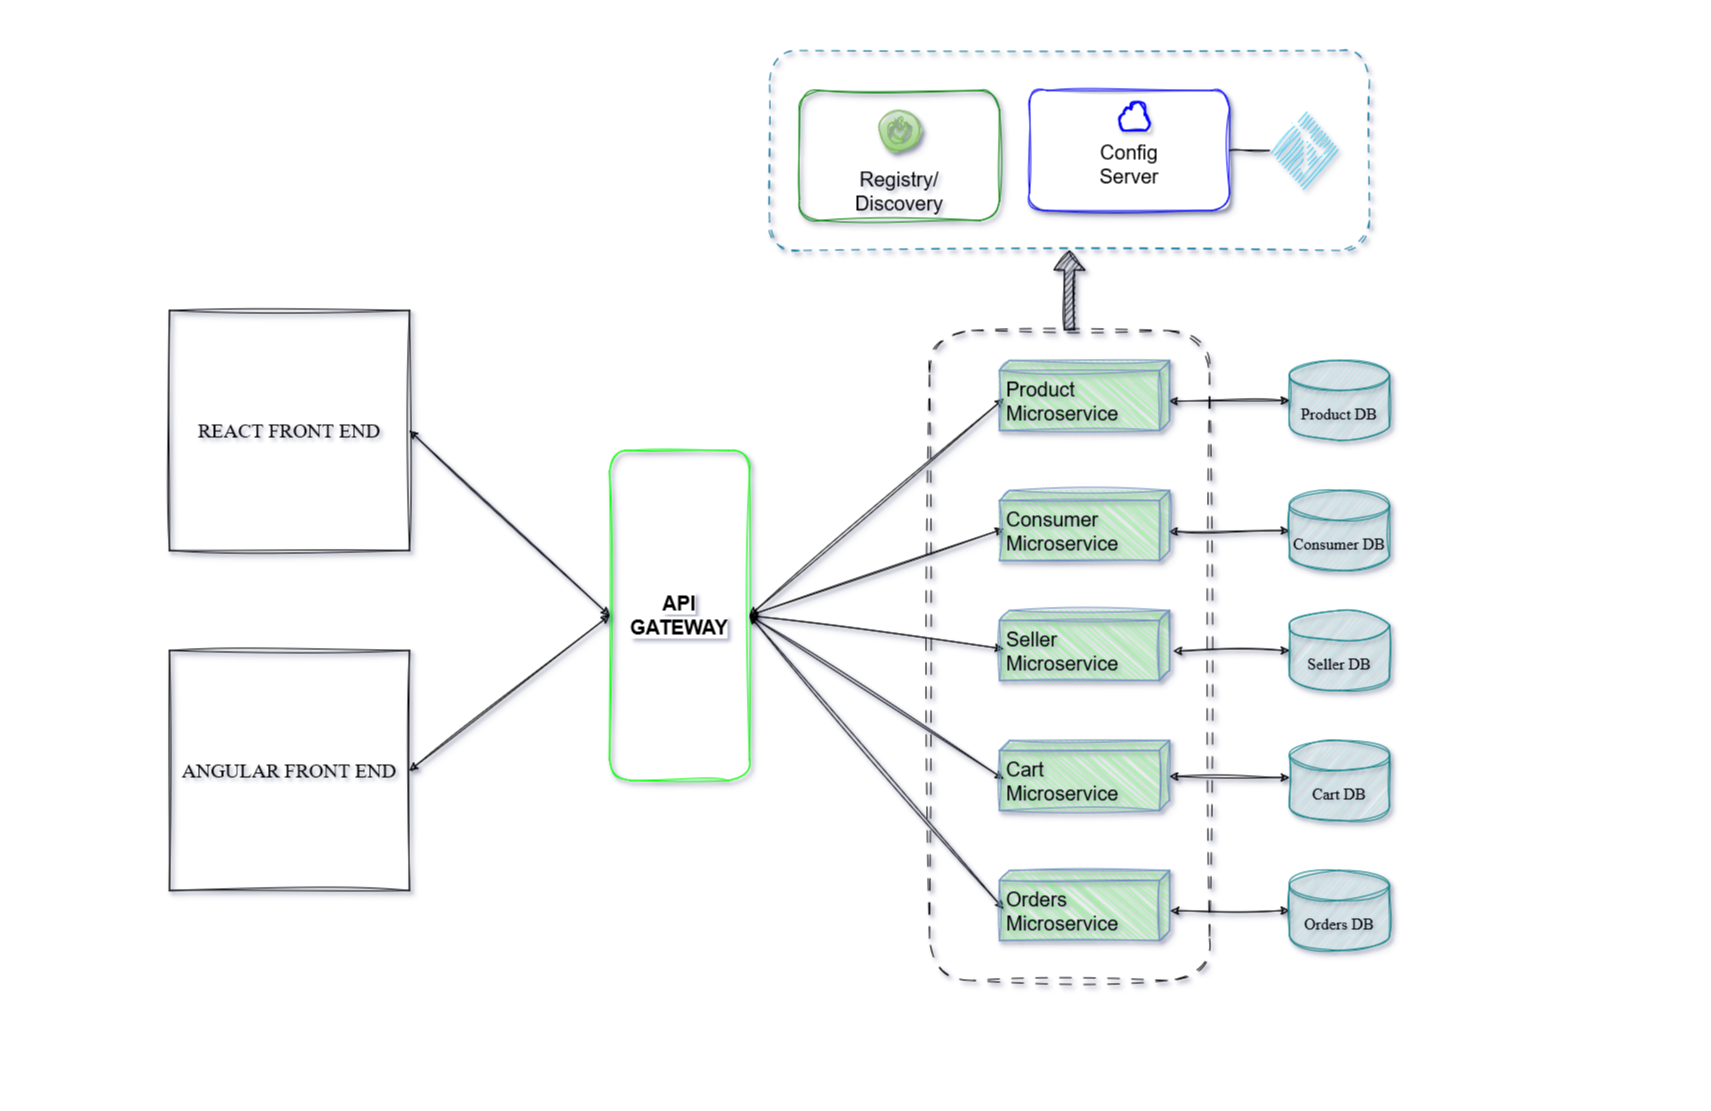 Registry/
Discovery
Config
Server
REACT FRONT END
ANGULAR FRONT END
API
GATEWAY
Product
Microservice
Product DB
Consumer
Microservice
Consumer DB
Seller
Microservice
Seller DB
Cart
Microservice
Cart DB
Orders
Microservice
Orders DB